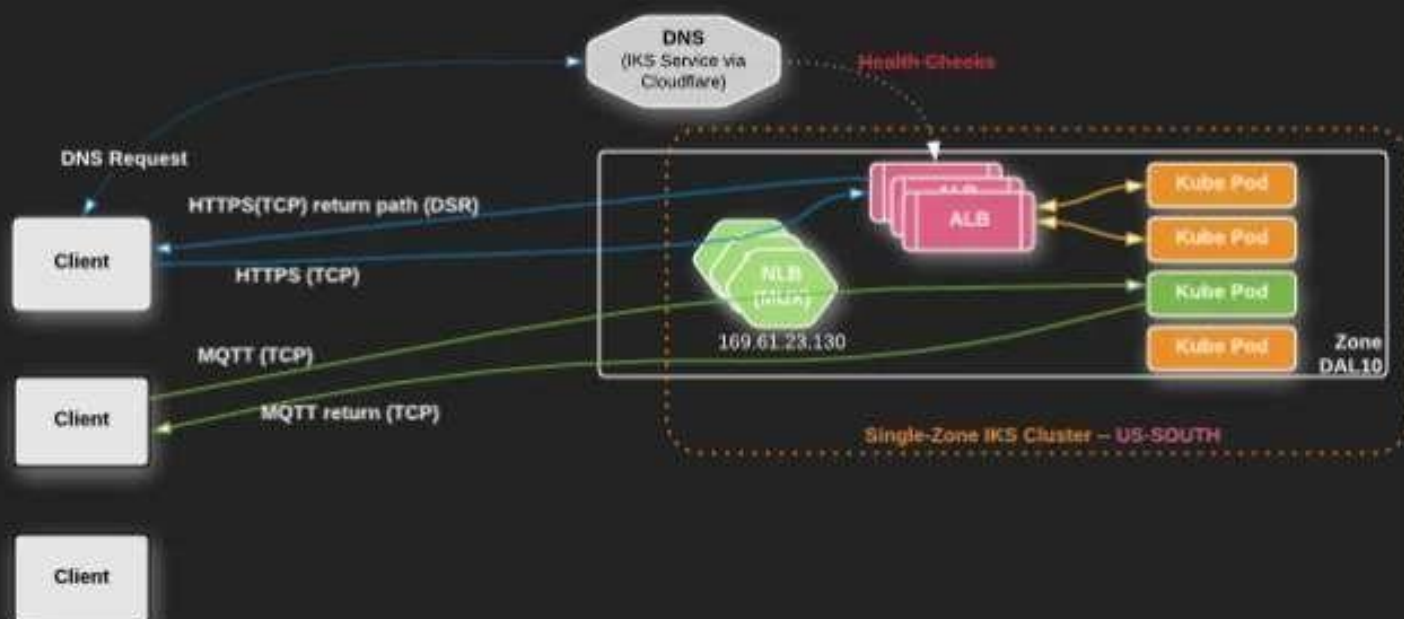 DNS
(IKS Service via
Cloudflare)
Health Checks
DNS Request
HTTPS(TCP) return path (DSR)
Client
HTTPS (TCP)
ALB
ALB
Kube Pod
Kube Pod
NLB
(MUX)
Kube Pod
169.61.23.130
Kube Pod
Zone
DAL10
MQTT (TCP)
Client
MQTT return (TCP)
Single-Zone IKS Cluster – US-SOUTH
Client